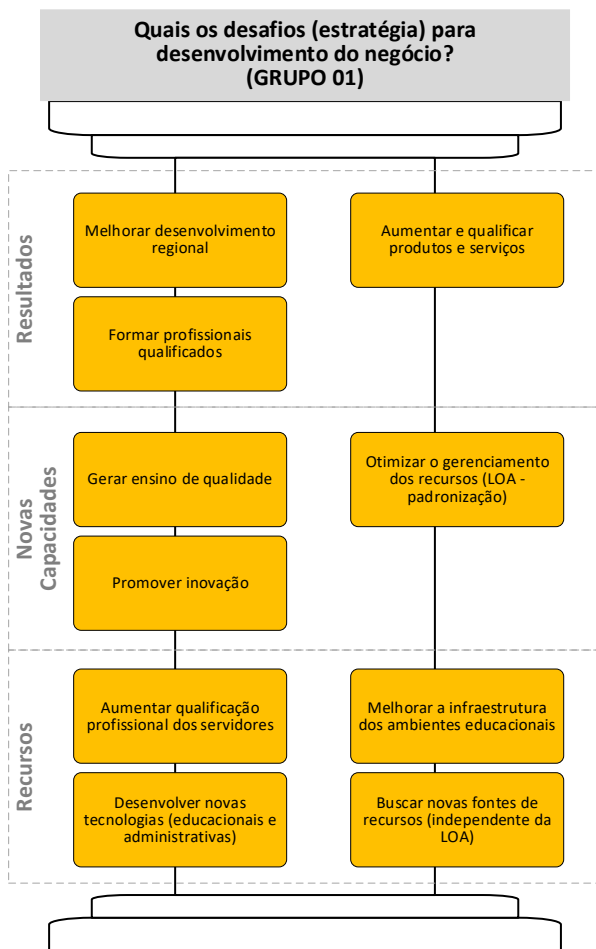 Quais os desafios (estratégia) para
desenvolvimento do negócio?
(GRUPO 01)
Resultados
Melhorar desenvolvimento
regional
Aumentar e qualificar
produtos e serviços
Formar profissionais
qualificados
Novas
Capacidades
Gerar ensino de qualidade
Otimizar o gerenciamento
dos recursos (LOA -
padronização)
Promover inovação
Recursos
Aumentar qualificação
profissional dos servidores
Melhorar a infraestrutura
dos ambientes educacionais
Desenvolver novas
tecnologias (educacionais e
administrativas)
Buscar novas fontes de
recursos (independente da
LOA)